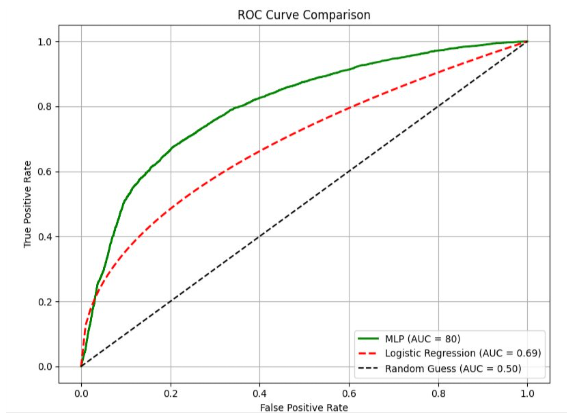 ROC Curve Comparison
True Positive Rate
1.0
0.8
0.6
0.4
0.2
0.0
0.0 0.2 0.4 0.6 0.8 1.0
False Positive Rate
MLP (AUC = 80)
Logistic Regression (AUC = 0.69)
Random Guess (AUC = 0.50)